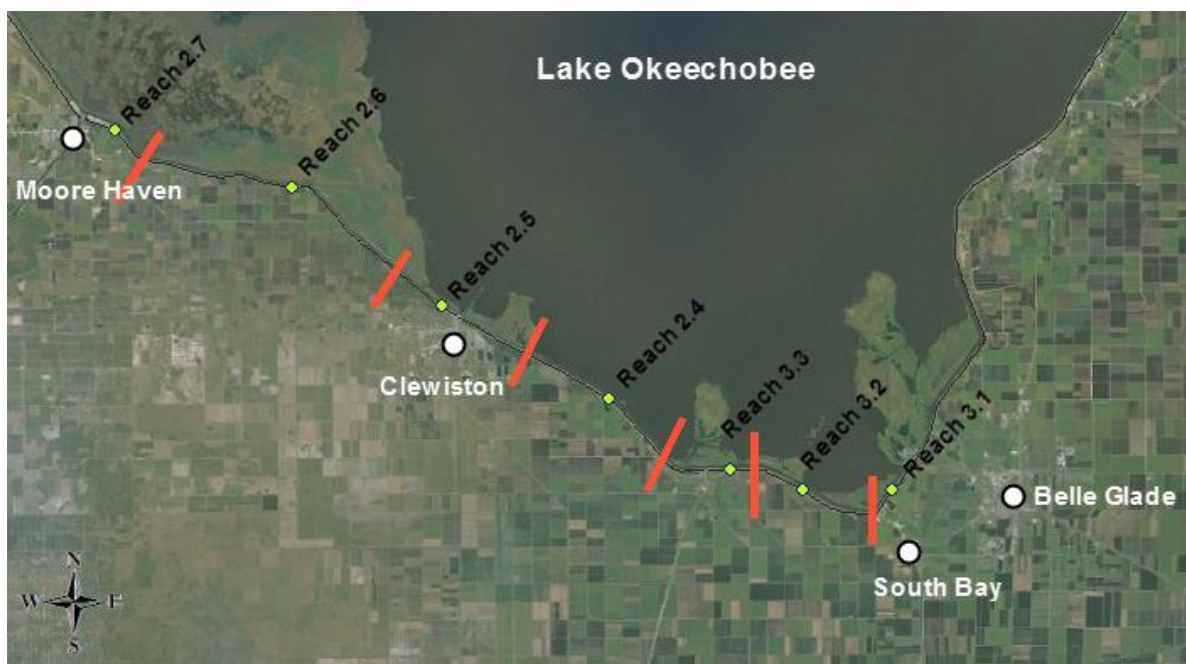 Lake Okeechobee
Reach 2.7
Reach 2.6
Moore Haven
Reach 2.5
Reach 2.4
Clewiston
Reach 3.3
Reach 3.2
Reach 3.1
Belle Glade
South Bay
N
W E
S